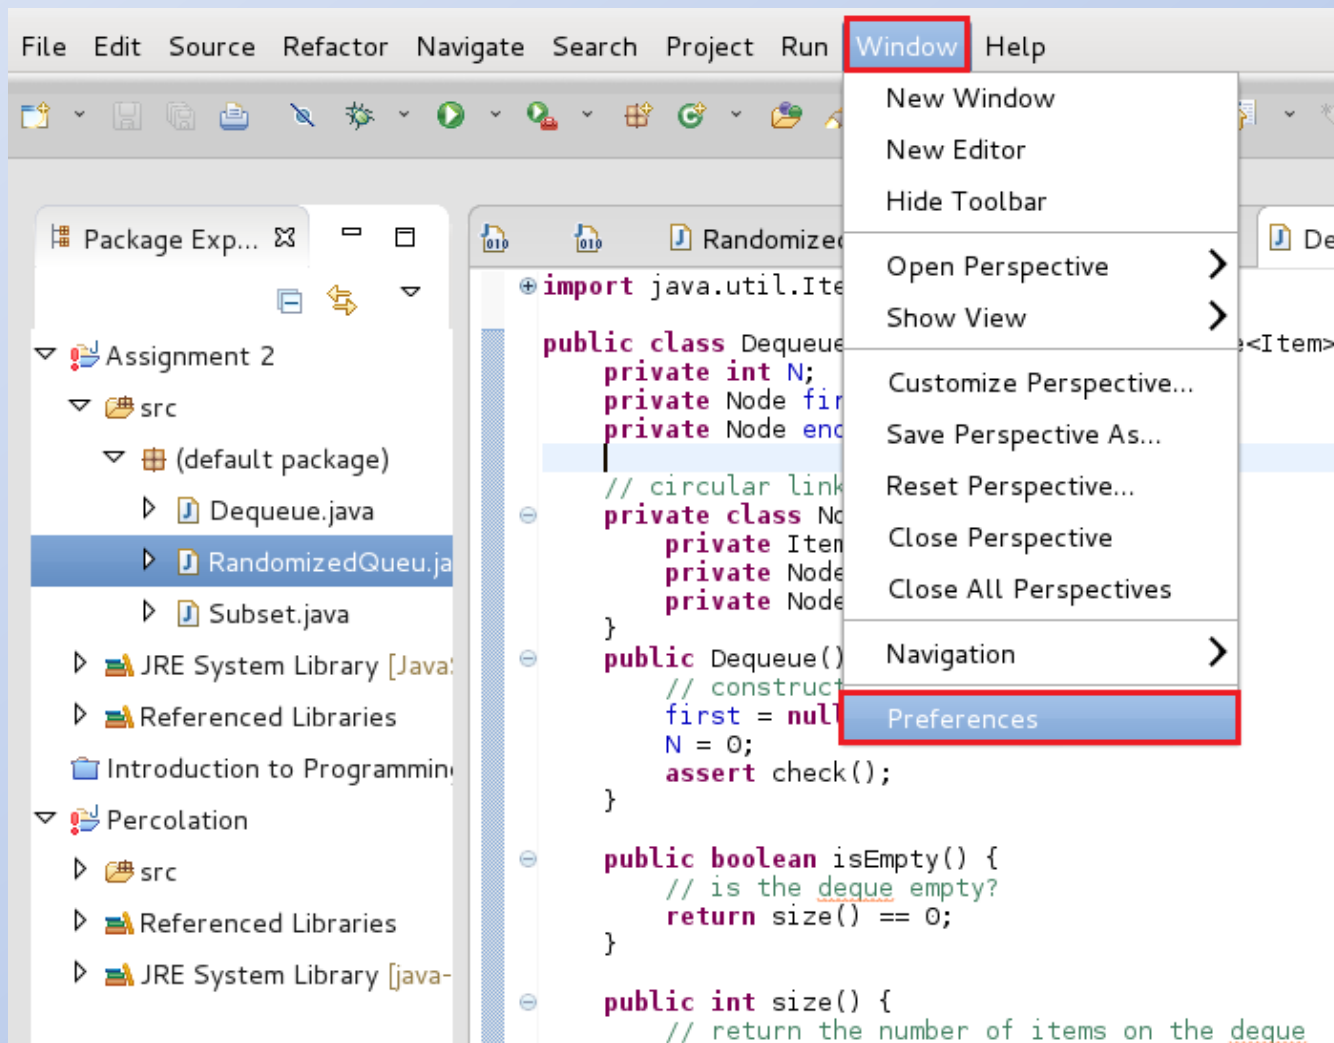 File Edit Source Refactor Navigate Search Project Run Window Help
New Window
New Editor
Hide Toolbar
Open Perspective
Show View
Customize Perspective...
Save Perspective As...
Reset Perspective...
Close Perspective
Close All Perspectives
Navigation
Preferences
Package Exp...
Assignment 2
src
(default package)
Dequeue.java
RandomizedQueu.ja
Subset.java
JRE System Library [Java
Referenced Libraries
Introduction to Programmin
Percolation
src
Referenced Libraries
JRE System Library [java-
010 010 J Randomized J De
import java.util.Ite
public class Dequeue e<Item>
private int N;
private Node fir
private Node end
// circular link
private class No
private Item
private Node
private Node
}
public Dequeue()
// construct
first = null
N = 0;
assert check();
}
public boolean isEmpty() {
// is the deque empty?
return size() == 0;
}
public int size() {
// return the number of items on the deque